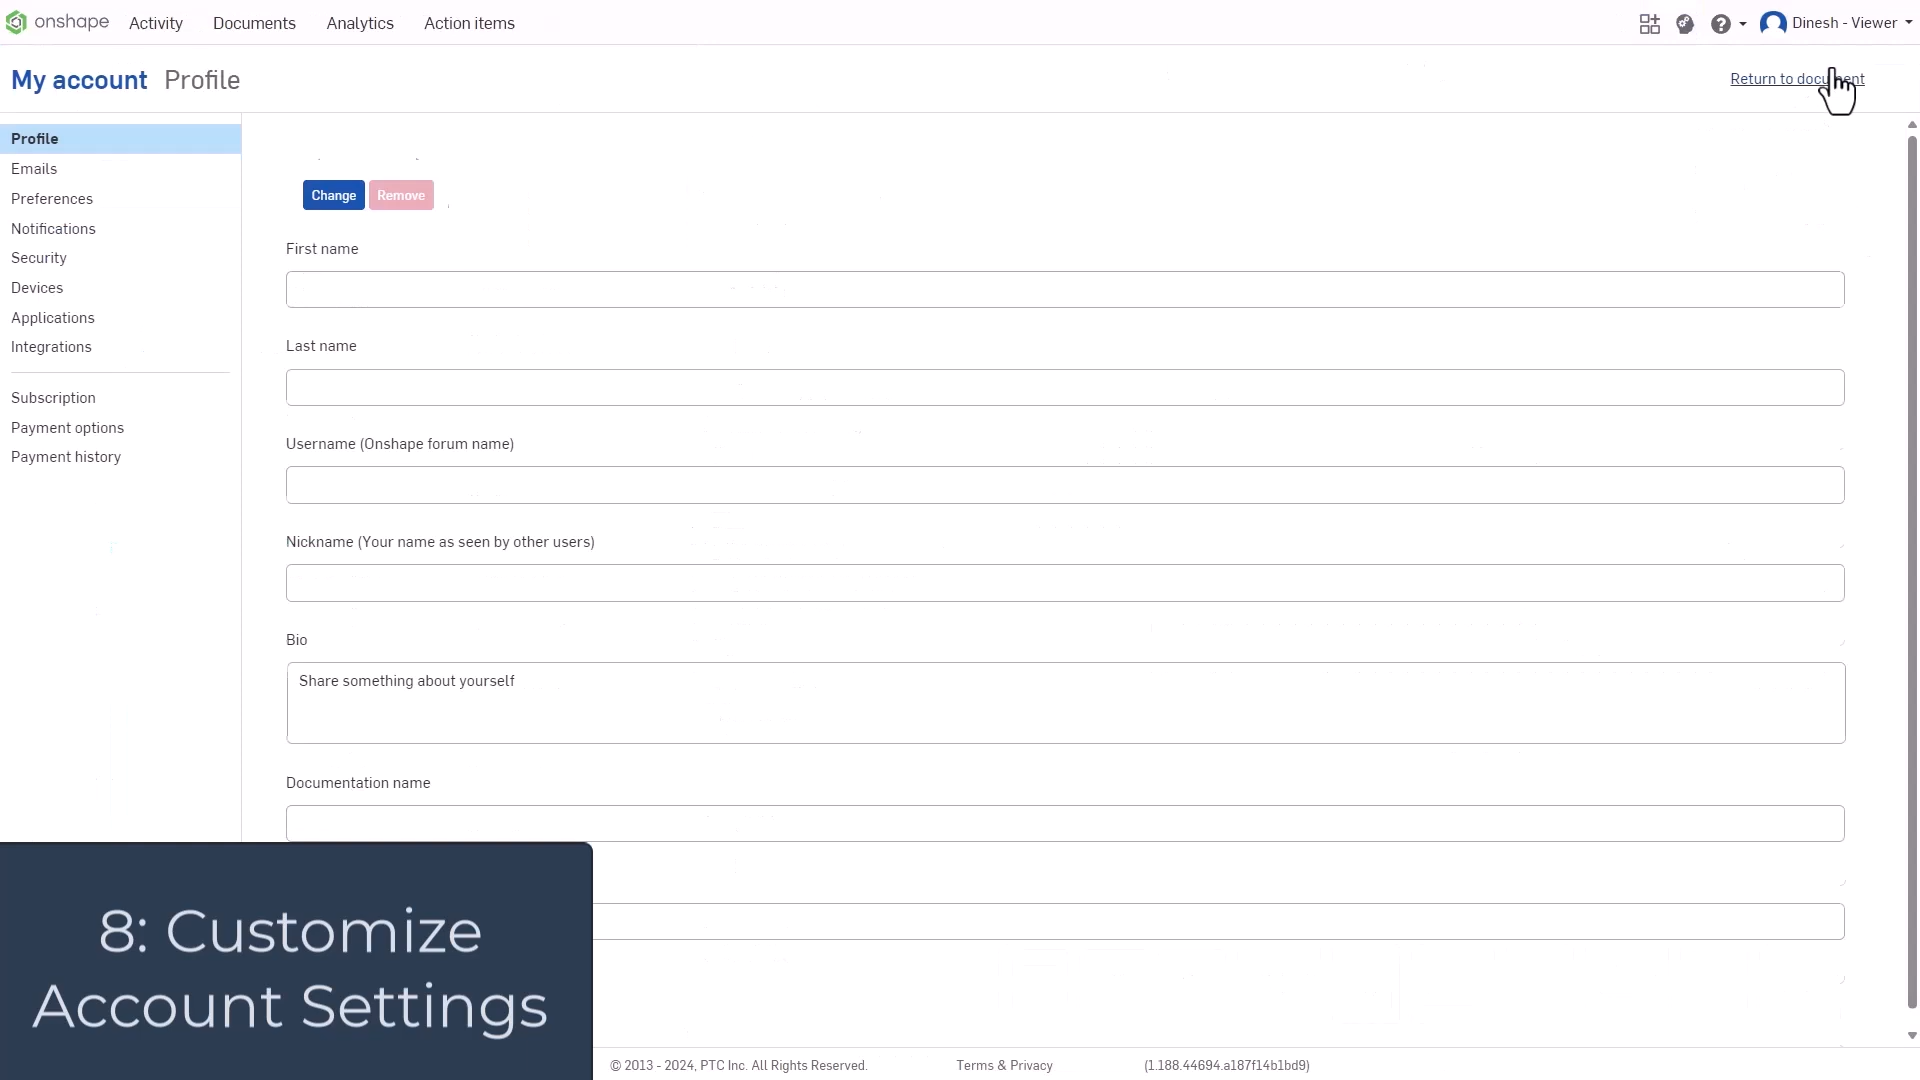 onshape Activity Documents Analytics Action items Dinesh - Viewer
My account Profile Return to document
Profile
Emails
Preferences
Notifications
Security
Devices
Applications
Integrations
Subscription
Payment options
Payment history
Change Remove
First name
Last name
Username (Onshape forum name)
Nickname (Your name as seen by other users)
Bio
Share something about yourself
Documentation name
8: Customize
Account Settings
© 2013 - 2024, PTC Inc. All Rights Reserved. Terms & Privacy (1.188.44694.a187f14b1bd9)